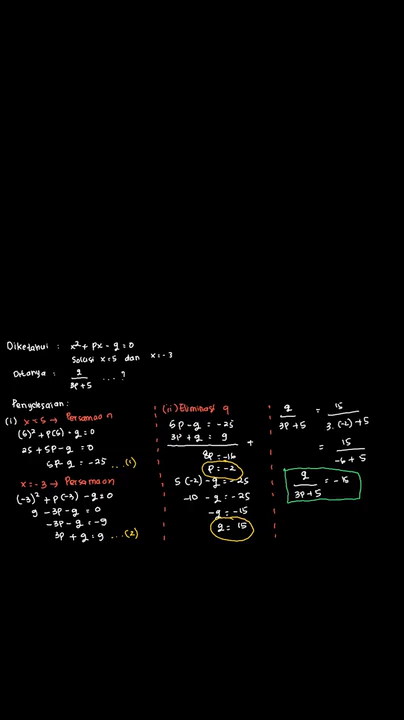 Diketahui : x² + px - q = 0
Solusi x = 5 dan x = -3
Ditanya : q/(3p+5) ... ?
Penyelesaian :
(i) x = 5 → Persamaan
(5)² + p(5) - q = 0
25 + 5p - q = 0
5p - q = -25 ... (1)
x = -3 → Persamaan
(-3)² + p(-3) - q = 0
9 - 3p - q = 0
-3p - q = -9
3p + q = 9 ... (2)
(ii) Eliminasi q
5p - q = -25
3p + q = 9 +
8p = -16
p = -2
5(-2) - q = -25
-10 - q = -25
-q = -15
q = 15
q/(3p+5) = 15/(3.(-2)+5)
= 15/(-6+5)
q/(3p+5) = -15